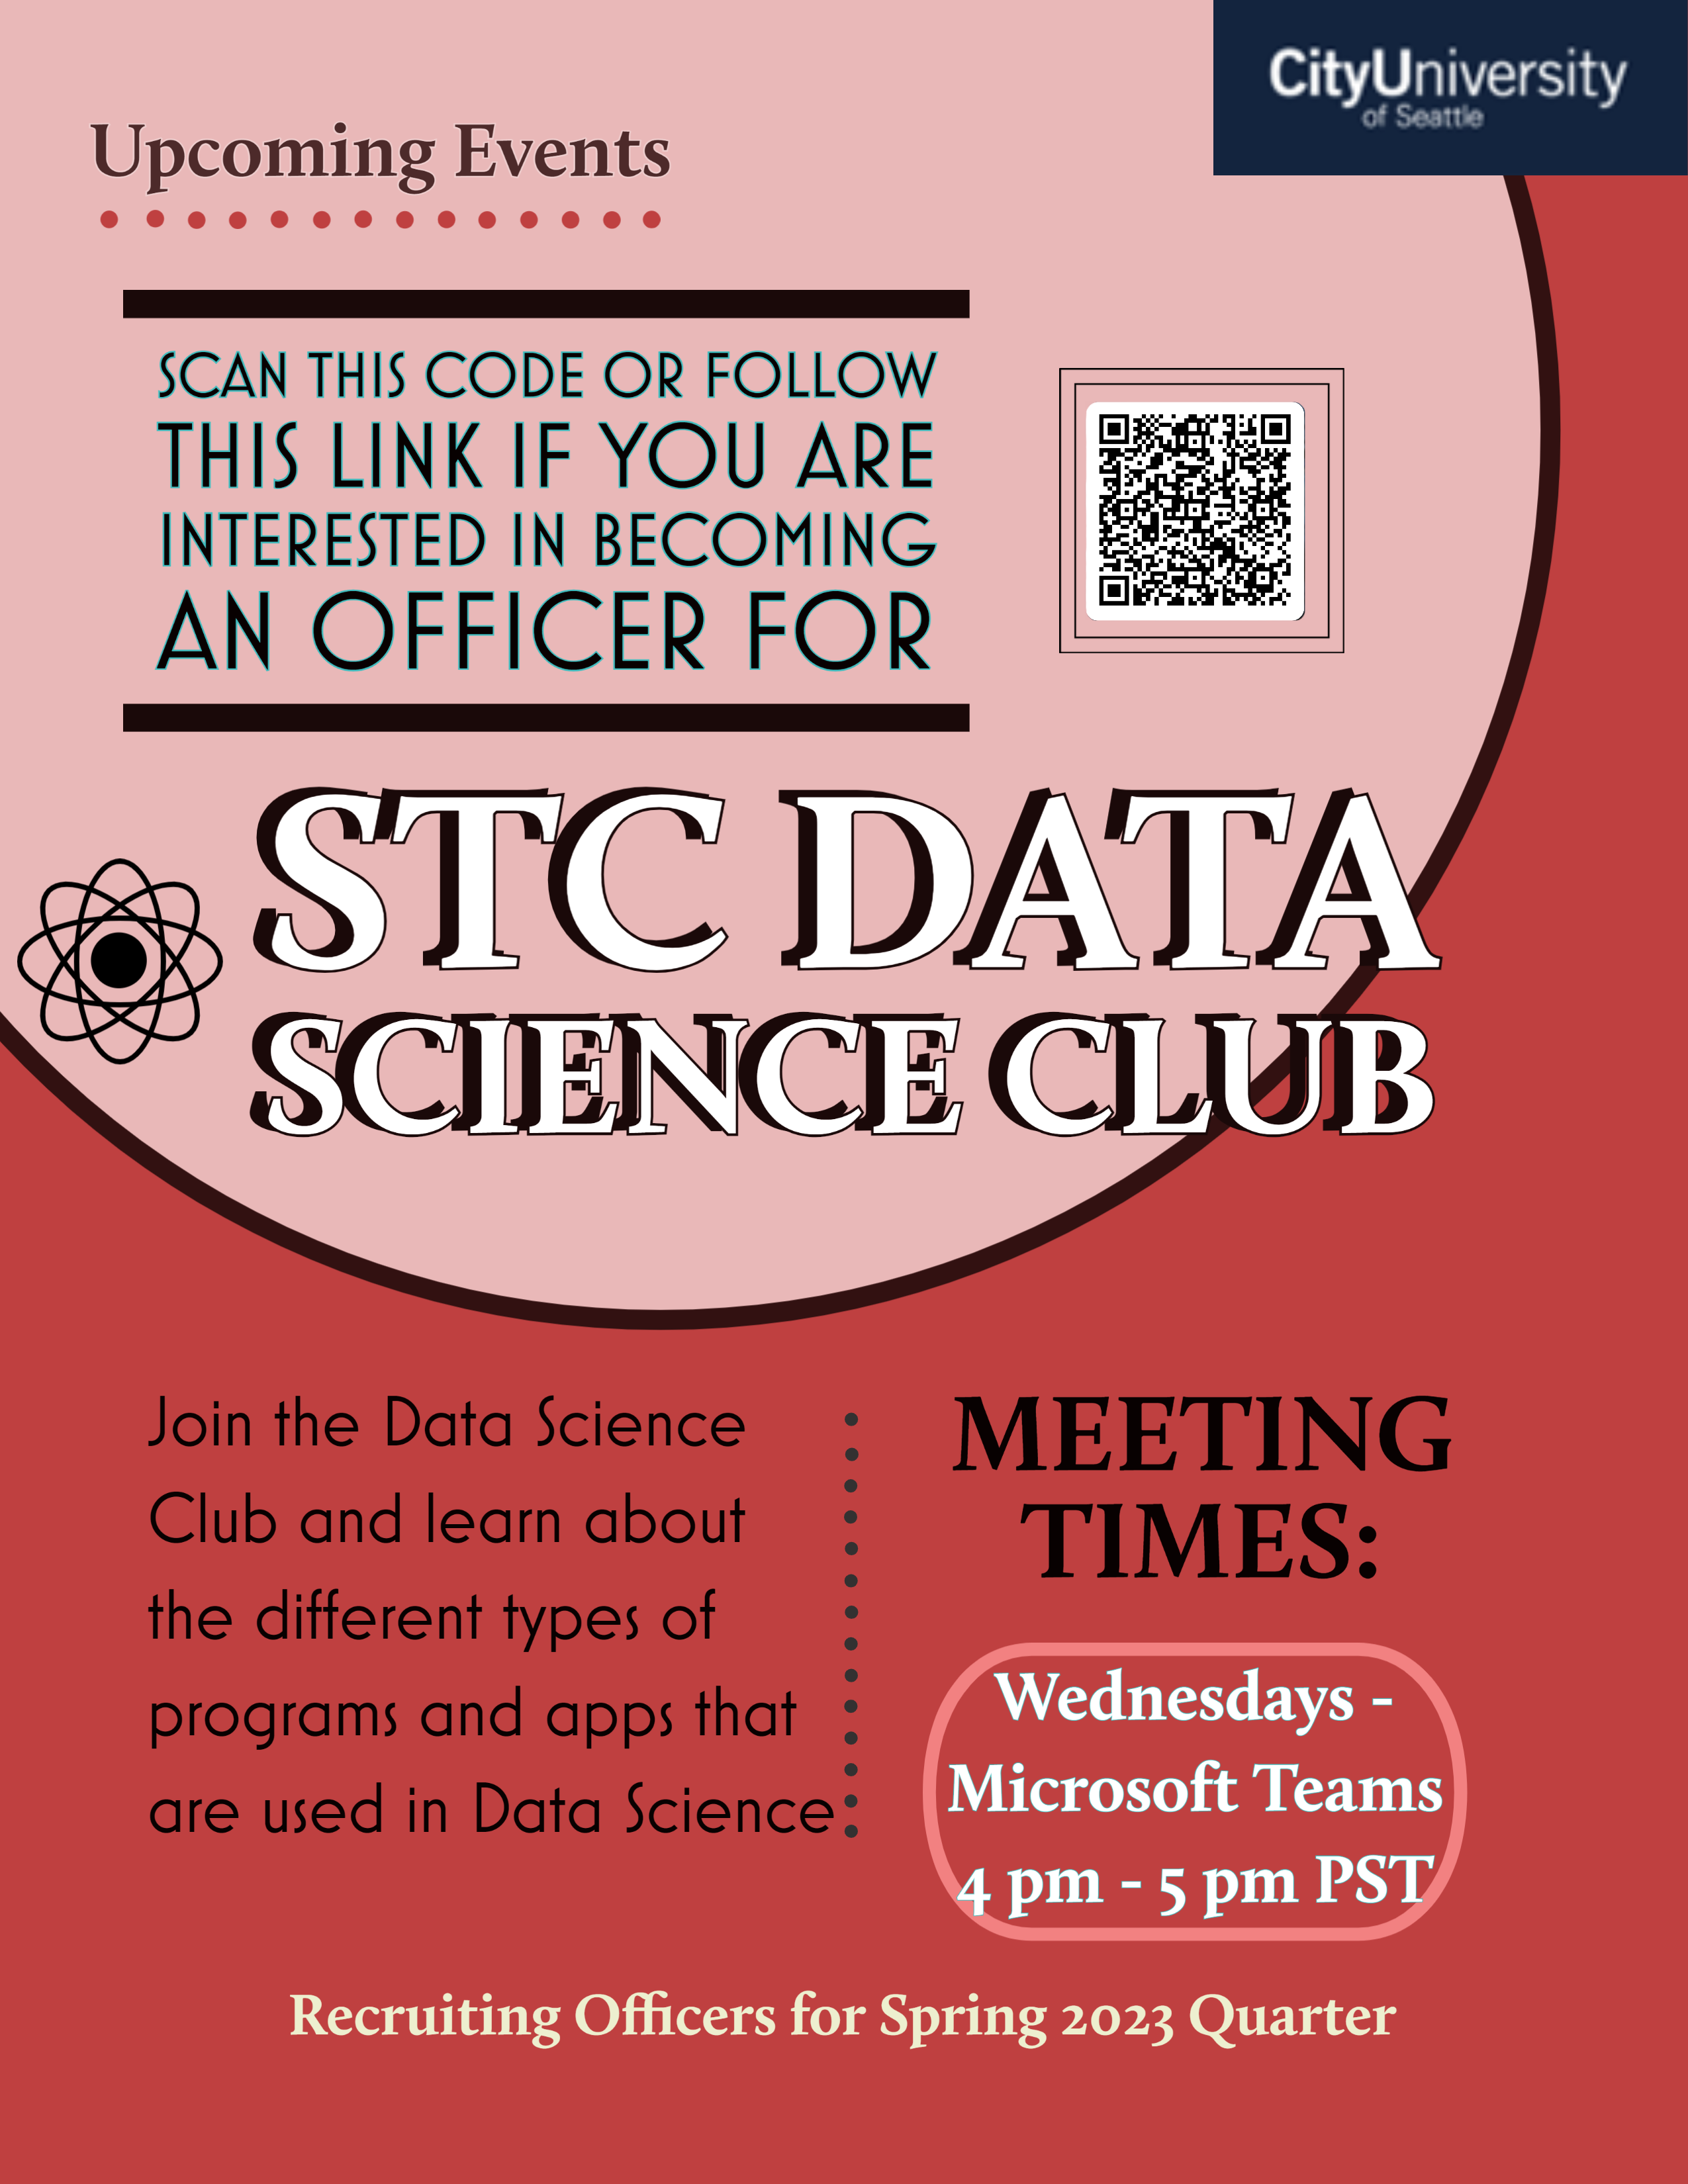 CityUniversity
of Seattle
Upcoming Events
SCAN THIS CODE OR FOLLOW
THIS LINK IF YOU ARE
INTERESTED IN BECOMING
AN OFFICER FOR
STC DATA
SCIENCE CLUB
Join the Data Science
Club and learn about
the different types of
programs and apps that
are used in Data Science
MEETING
TIMES:
Wednesdays -
Microsoft Teams
4 pm - 5 pm PST
Recruiting Officers for Spring 2023 Quarter